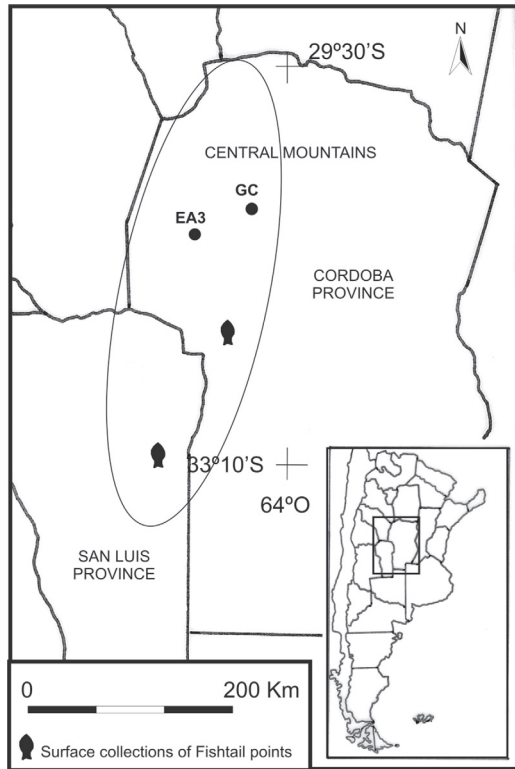 N
29º30'S
CENTRAL MOUNTAINS
GC
EA3
CORDOBA
PROVINCE
33º10'S
64ºO
SAN LUIS
PROVINCE
0 200 Km
Surface collections of Fishtail points